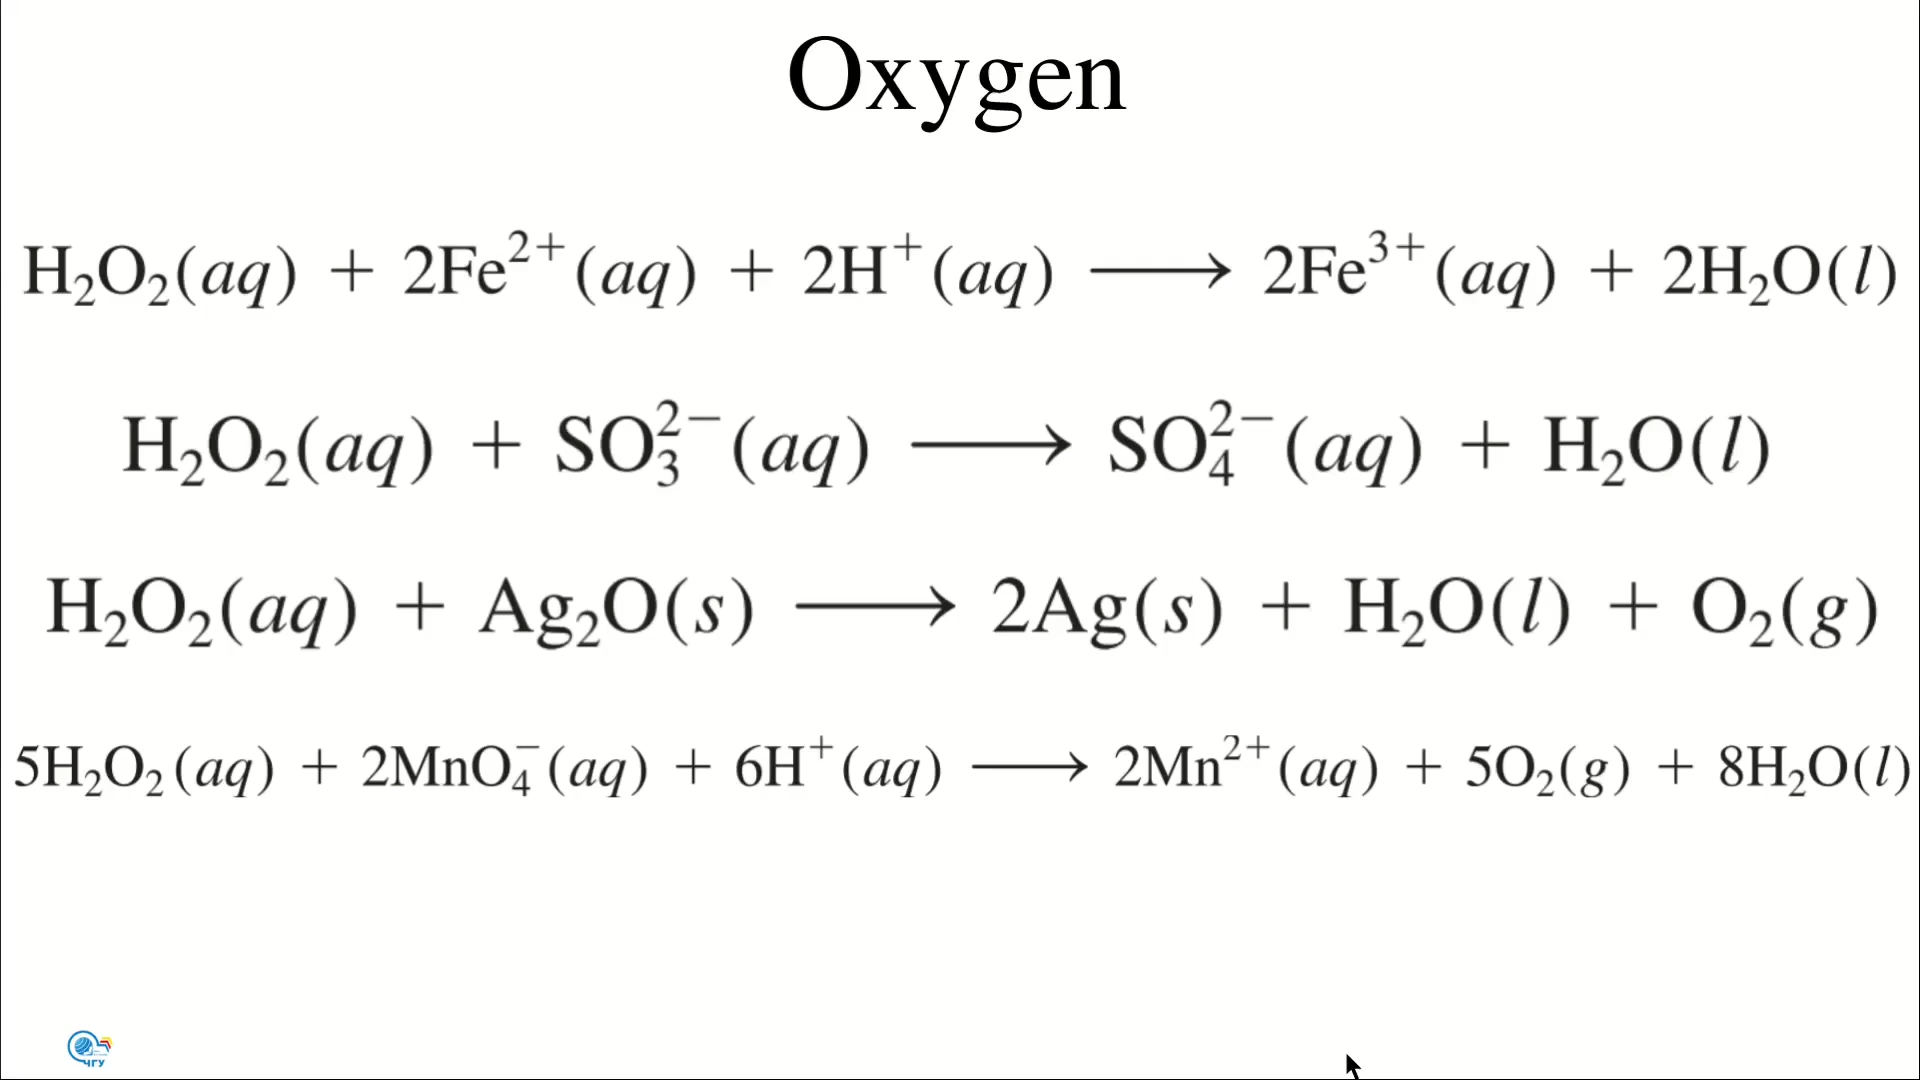 Oxygen
H₂O₂(aq) + 2Fe²⁺(aq) + 2H⁺(aq) ⟶ 2Fe³⁺(aq) + 2H₂O(l)
H₂O₂(aq) + SO₃²⁻(aq) ⟶ SO₄²⁻(aq) + H₂O(l)
H₂O₂(aq) + Ag₂O(s) ⟶ 2Ag(s) + H₂O(l) + O₂(g)
5H₂O₂(aq) + 2MnO₄⁻(aq) + 6H⁺(aq) ⟶ 2Mn²⁺(aq) + 5O₂(g) + 8H₂O(l)
ЧГУ